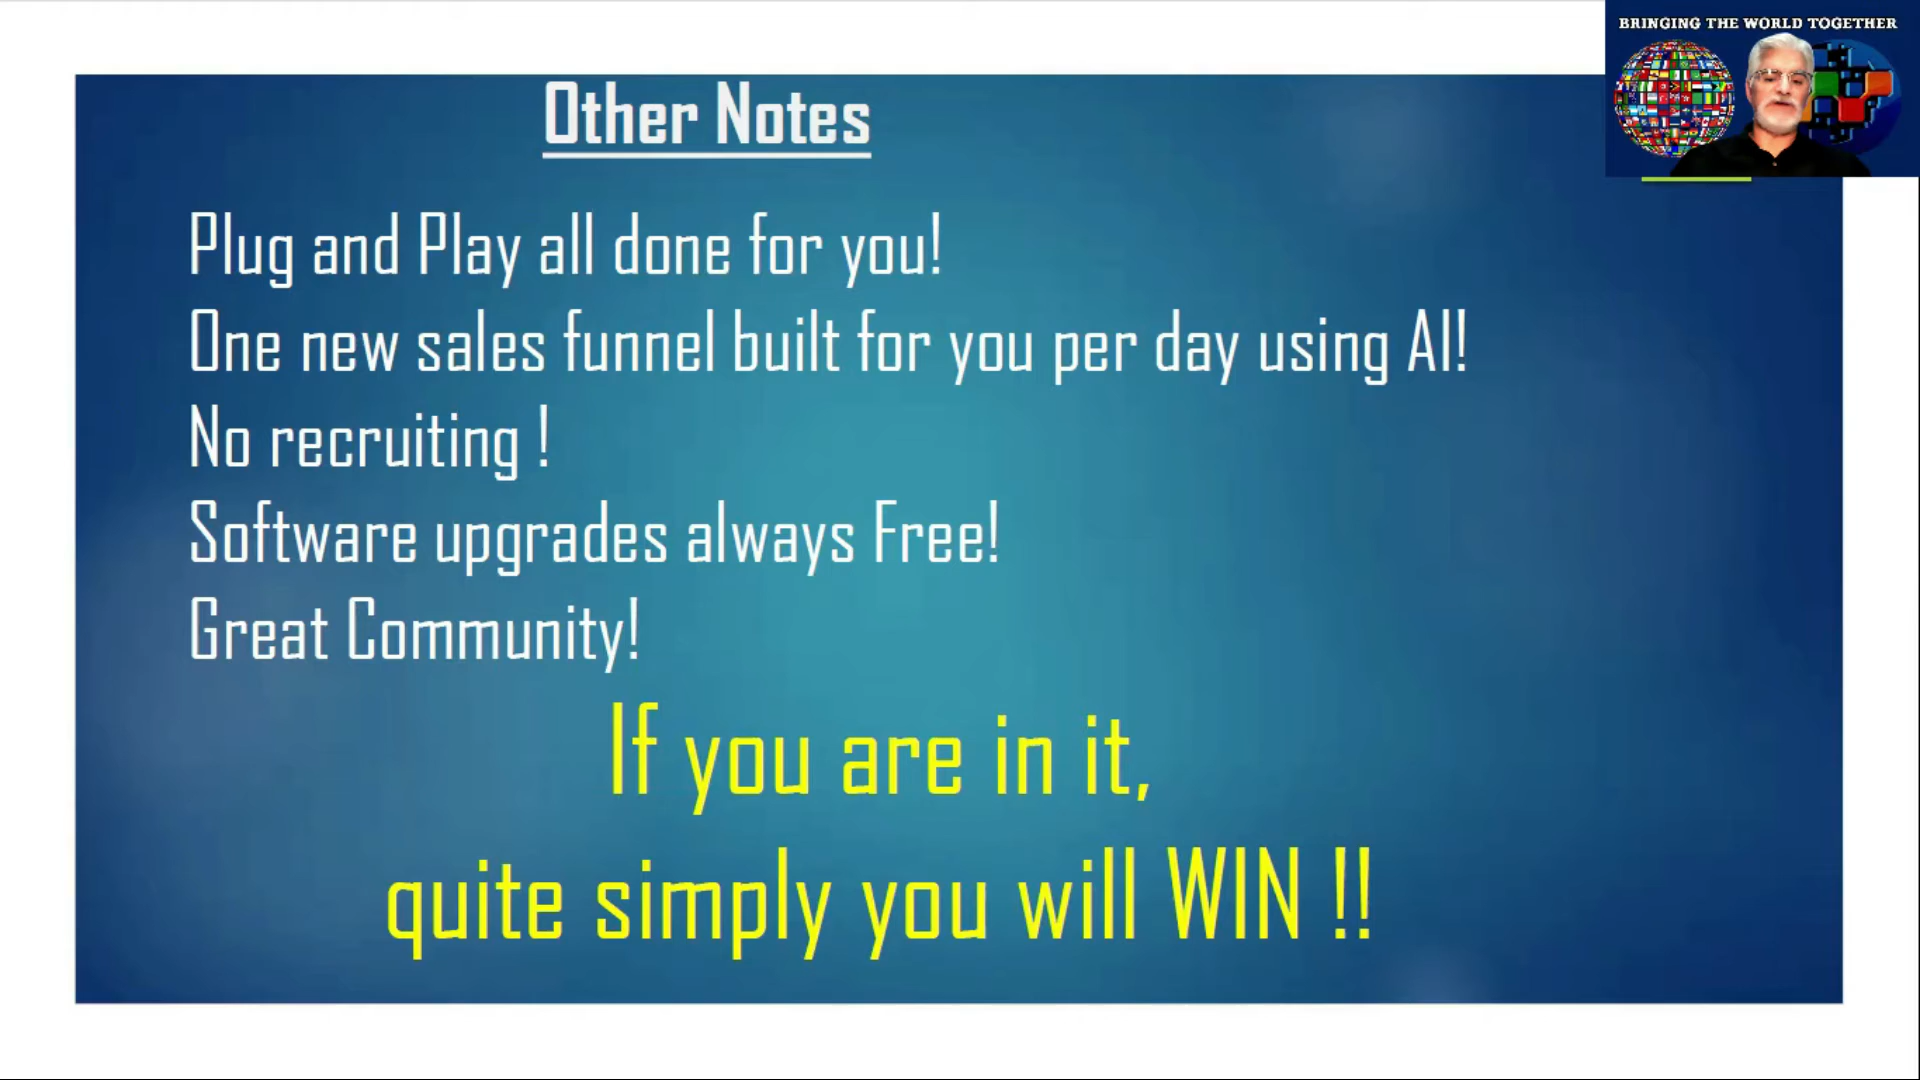 BRINGING THE WORLD TOGETHER
Other Notes
Plug and Play all done for you!
One new sales funnel built for you per day using AI!
No recruiting !
Software upgrades always Free!
Great Community!
If you are in it,
quite simply you will WIN !!